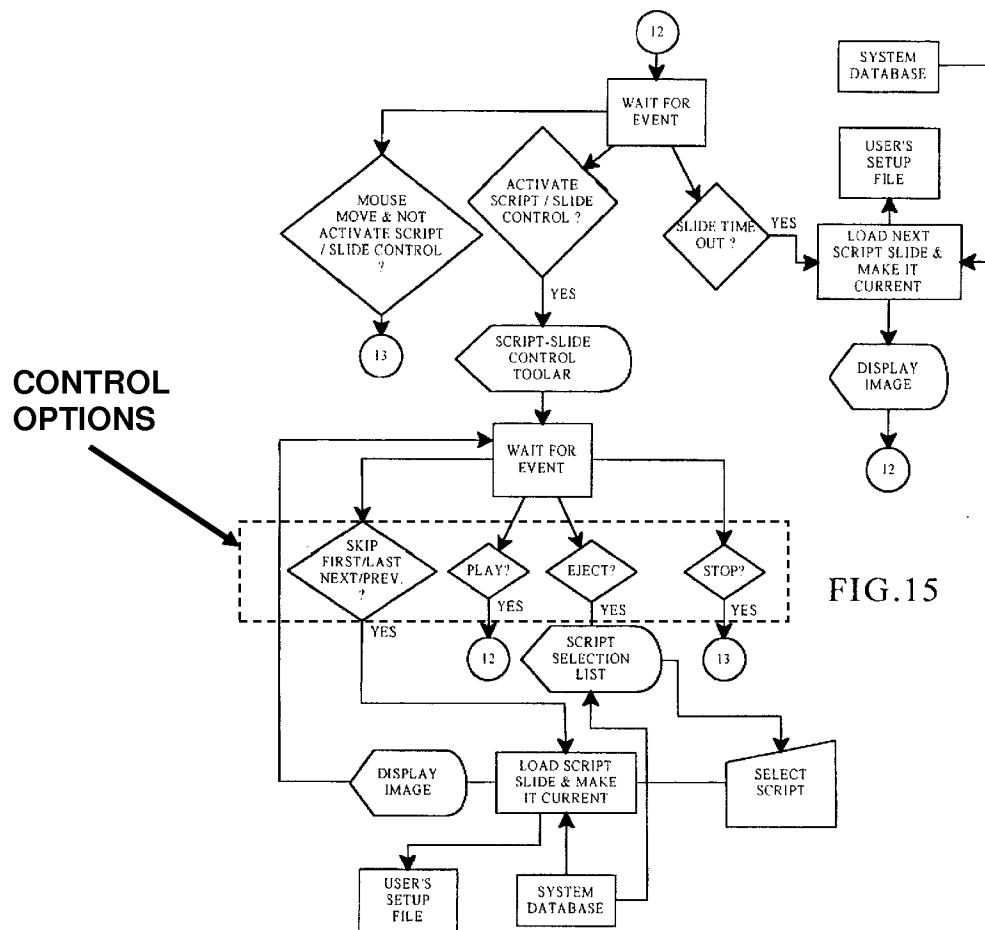 12
SYSTEM
DATABASE
WAIT FOR
EVENT
USER'S
SETUP
FILE
MOUSE
MOVE & NOT
ACTIVATE SCRIPT
/ SLIDE CONTROL
?
ACTIVATE
SCRIPT / SLIDE
CONTROL ?
SLIDE TIME
OUT ?
YES
LOAD NEXT
SCRIPT SLIDE &
MAKE IT
CURRENT
YES
13
SCRIPT-SLIDE
CONTROL
TOOLAR
DISPLAY
IMAGE
12
CONTROL
OPTIONS
WAIT FOR
EVENT
SKIP
FIRST/LAST
NEXT/PREV.
?
PLAY?
EJECT?
STOP?
FIG.15
YES
YES
YES
YES
12
SCRIPT
SELECTION
LIST
13
DISPLAY
IMAGE
LOAD SCRIPT
SLIDE & MAKE
IT CURRENT
SELECT
SCRIPT
USER'S
SETUP
FILE
SYSTEM
DATABASE